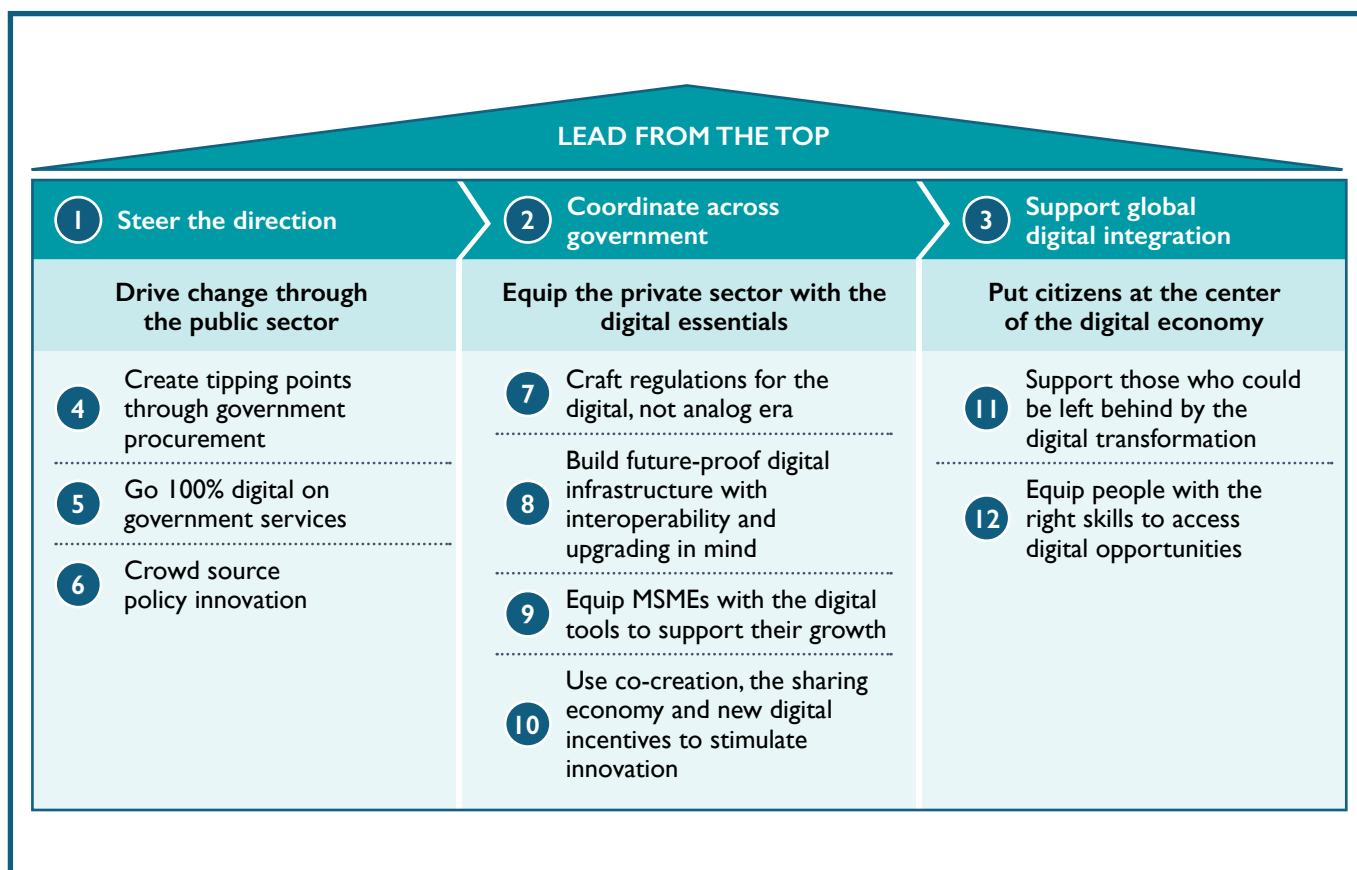 LEAD FROM THE TOP
1 Steer the direction
2 Coordinate across
government
3 Support global
digital integration
Drive change through
the public sector
4 Create tipping points
through government
procurement
5 Go 100% digital on
government services
6 Crowd source
policy innovation
Equip the private sector with the
digital essentials
7 Craft regulations for the
digital, not analog era
8 Build future-proof digital
infrastructure with
interoperability and
upgrading in mind
9 Equip MSMEs with the digital
tools to support their growth
10 Use co-creation, the sharing
economy and new digital
incentives to stimulate
innovation
Put citizens at the center
of the digital economy
11 Support those who could
be left behind by the
digital transformation
12 Equip people with the
right skills to access
digital opportunities